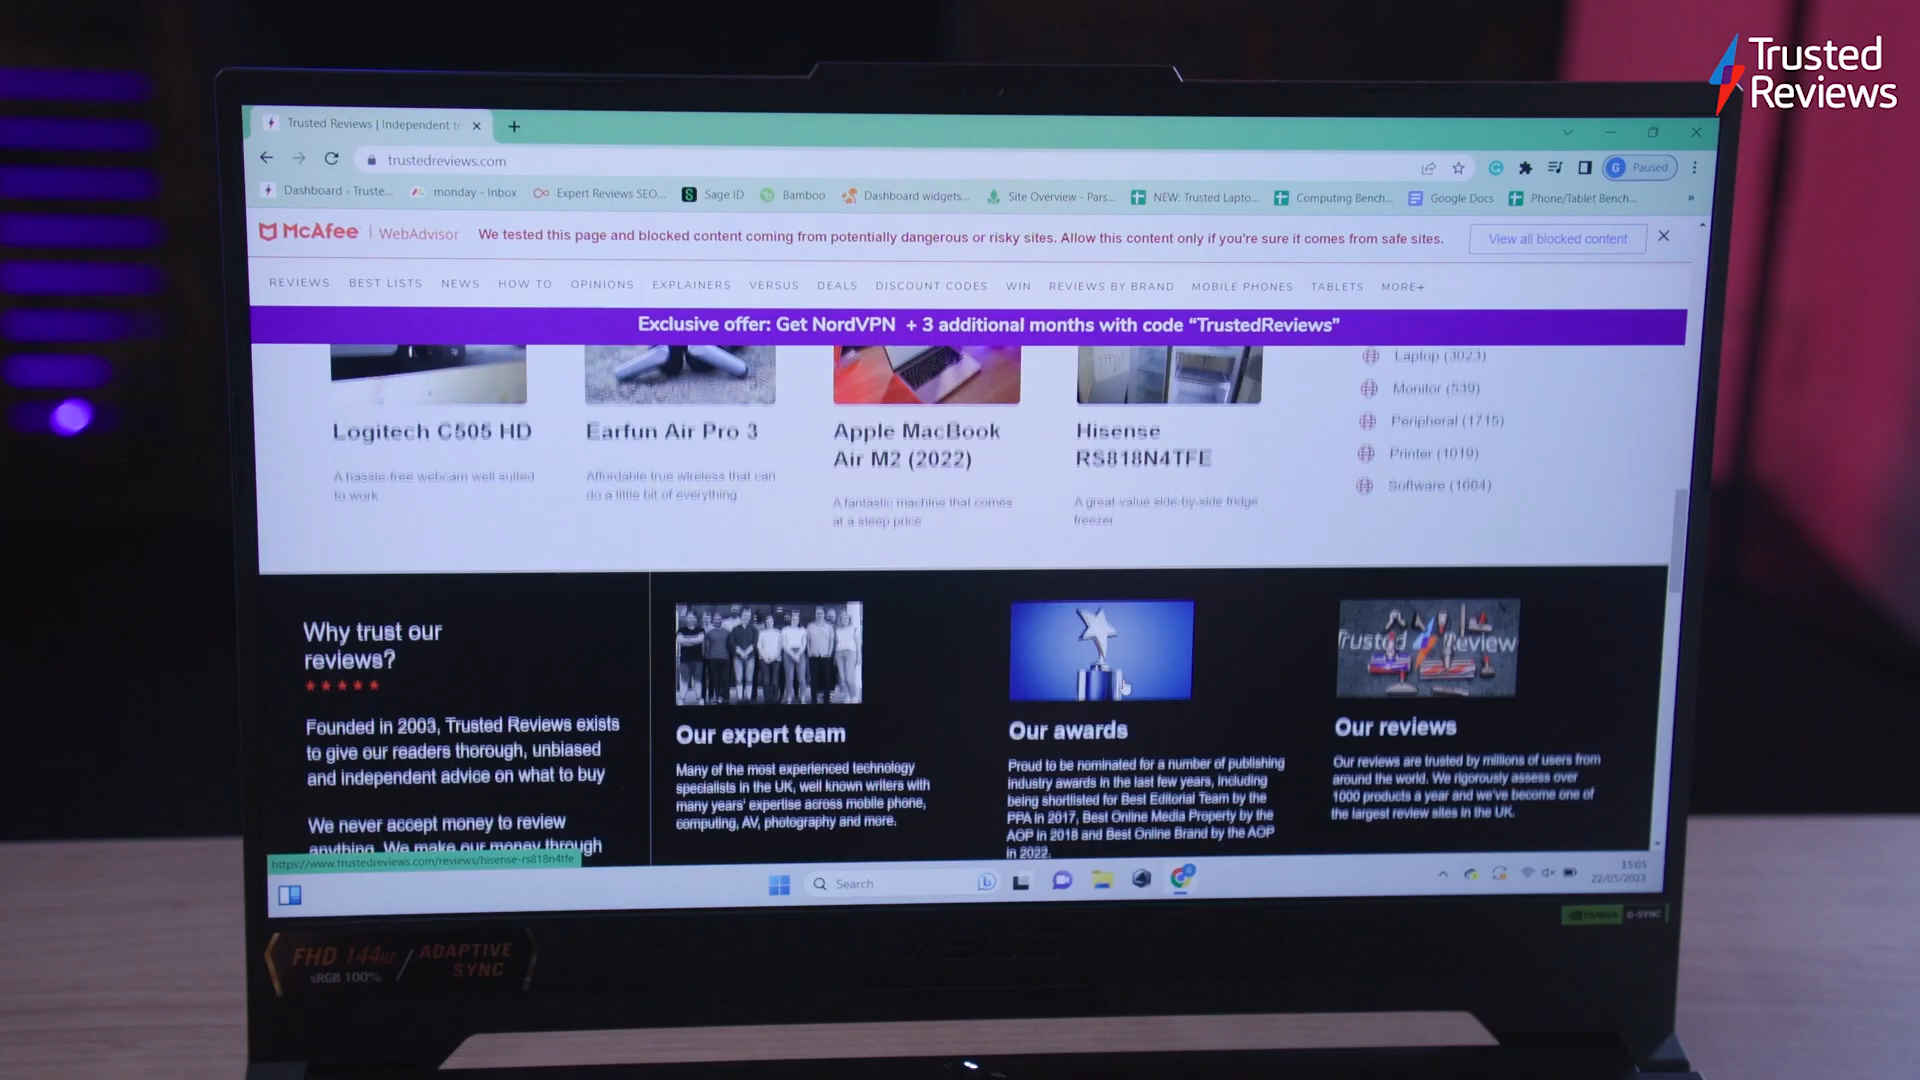 Trusted
Reviews
Trusted Reviews | Independent te
trustedreviews.com
G Paused
Dashboard ‹ Truste...
monday - Inbox
Expert Reviews SEO...
Sage ID
Bamboo
Dashboard widgets...
Site Overview - Pars...
NEW: Trusted Lapto...
Computing Bench...
Google Docs
Phone/Tablet Bench...
McAfee | WebAdvisor
We tested this page and blocked content coming from potentially dangerous or risky sites. Allow this content only if you're sure it comes from safe sites.
View all blocked content
REVIEWS BEST LISTS NEWS HOW TO OPINIONS EXPLAINERS VERSUS DEALS DISCOUNT CODES WIN REVIEWS BY BRAND MOBILE PHONES TABLETS MORE+
Exclusive offer: Get NordVPN + 3 additional months with code “TrustedReviews”
Logitech C505 HD
A hassle-free webcam well suited
to work
Earfun Air Pro 3
Affordable true wireless that can
do a little bit of everything
Apple MacBook
Air M2 (2022)
A fantastic machine that comes
at a steep price
Hisense
RS818N4TFE
A great-value side-by-side fridge
freezer
Laptop (3023)
Monitor (539)
Peripheral (1715)
Printer (1019)
Software (1664)
Why trust our
reviews?
Founded in 2003, Trusted Reviews exists
to give our readers thorough, unbiased
and independent advice on what to buy
We never accept money to review
anything. We make our money through
Our expert team
Many of the most experienced technology
specialists in the UK, well known writers with
many years' expertise across mobile phone,
computing, AV, photography and more.
Our awards
Proud to be nominated for a number of publishing
industry awards in the last few years, including
being shortlisted for Best Editorial Team by the
PPA in 2017, Best Online Media Property by the
AOP in 2018 and Best Online Brand by the AOP
in 2022.
Trusted Review
Our reviews
Our reviews are trusted by millions of users from
around the world. We rigorously assess over
1000 products a year and we've become one of
the largest review sites in the UK.
https://www.trustedreviews.com/reviews/hisense-rs818n4tfe
Search
15:05
22/05/2023
NVIDIA G-SYNC
FHD 144Hz / ADAPTIVE
sRGB 100% SYNC
ASUS